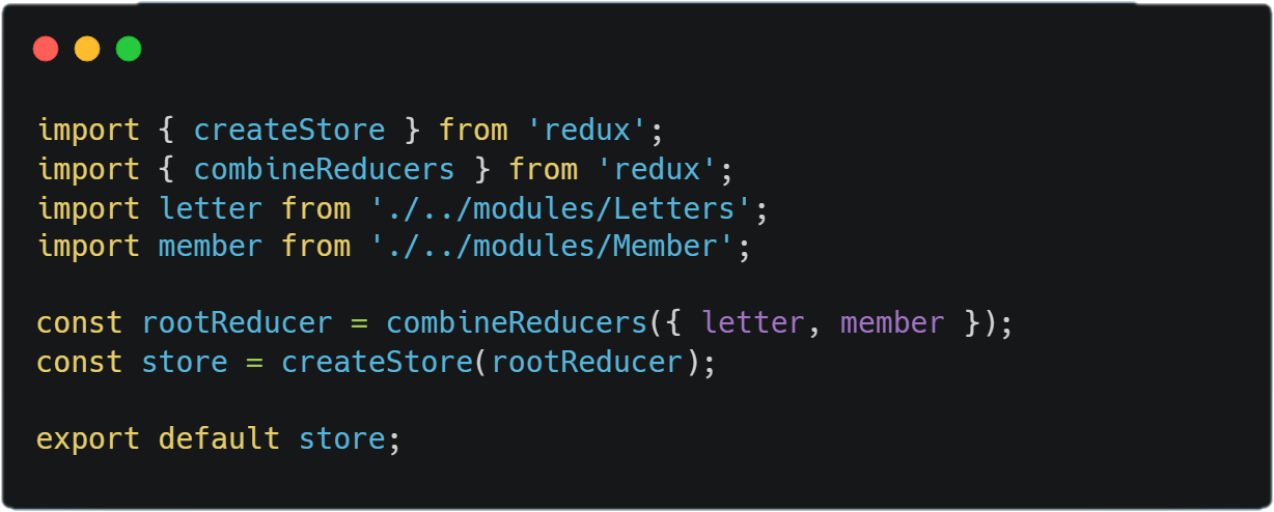 import { createStore } from 'redux';
import { combineReducers } from 'redux';
import letter from './../modules/Letters';
import member from './../modules/Member';
const rootReducer = combineReducers({ letter, member });
const store = createStore(rootReducer);
export default store;